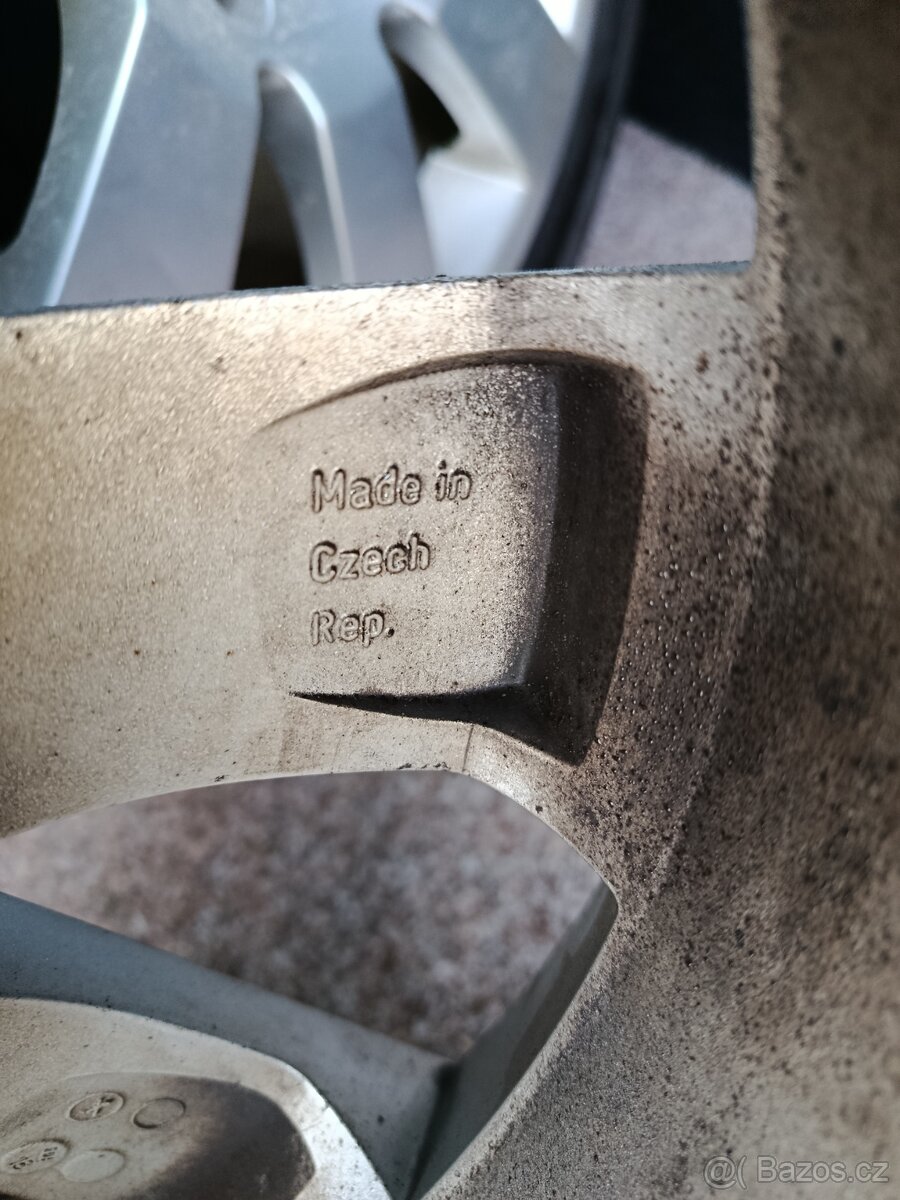 Made in
Czech
Rep.
@( Bazos.cz